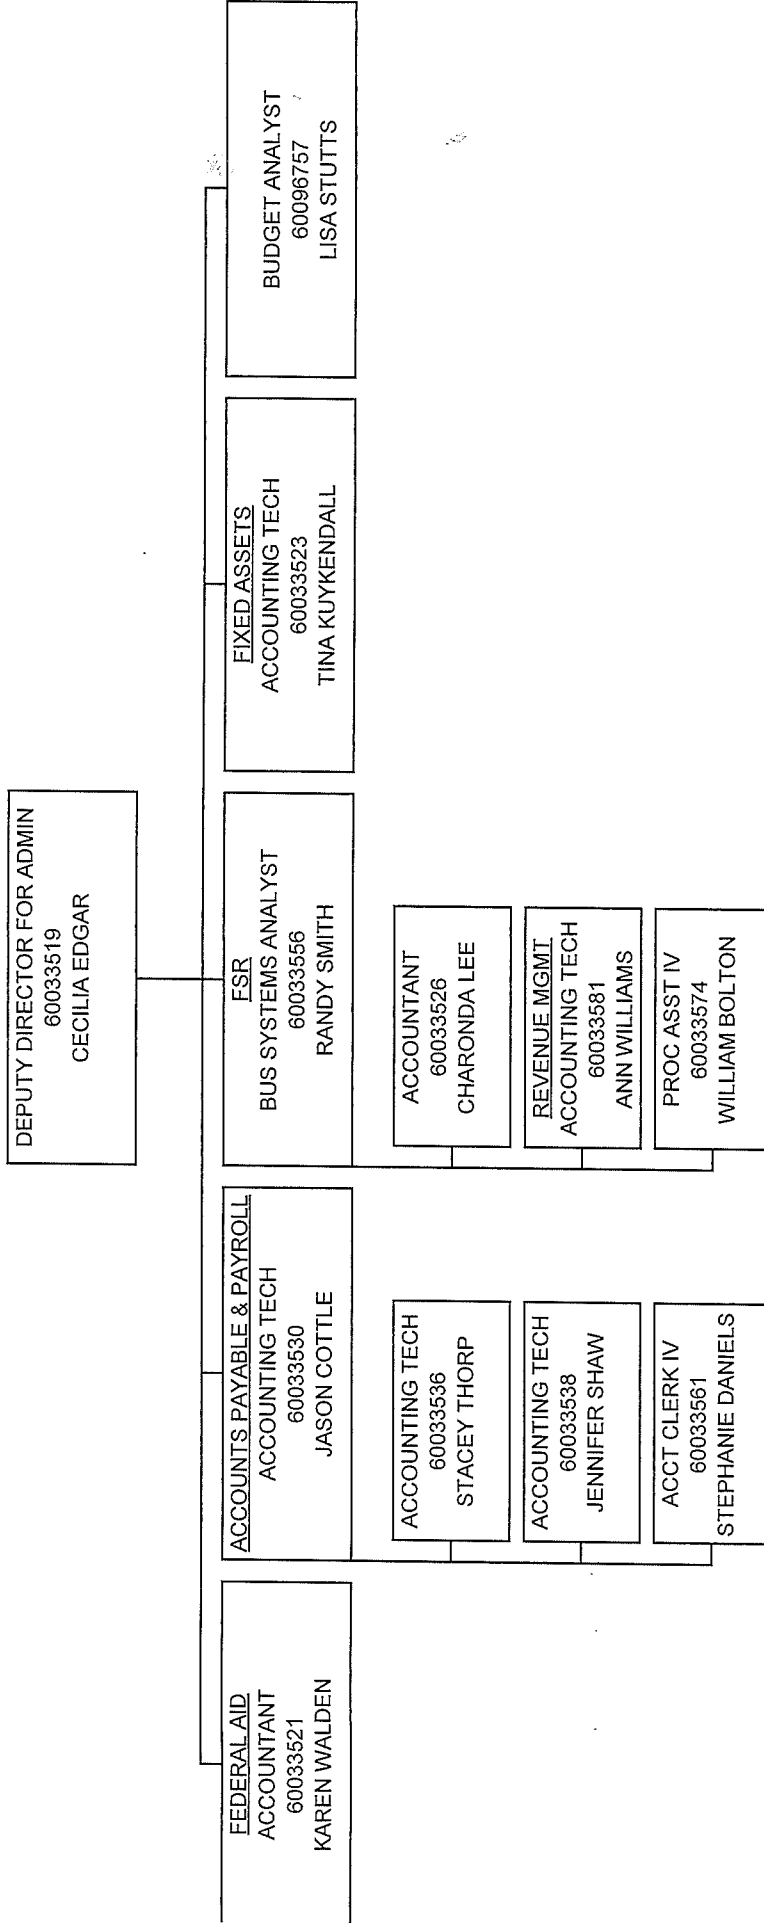 DEPUTY DIRECTOR FOR ADMIN
60033519
CECILIA EDGAR
FEDERAL AID
ACCOUNTANT
60033521
KAREN WALDEN
ACCOUNTS PAYABLE & PAYROLL
ACCOUNTING TECH
60033530
JASON COTTLE
FSR
BUS SYSTEMS ANALYST
60033556
RANDY SMITH
FIXED ASSETS
ACCOUNTING TECH
60033523
TINA KUYKENDALL
BUDGET ANALYST
60096757
LISA STUTTS
ACCOUNTING TECH
60033536
STACEY THORP
ACCOUNTING TECH
60033538
JENNIFER SHAW
ACCT CLERK IV
60033561
STEPHANIE DANIELS
ACCOUNTANT
60033526
CHARONDA LEE
REVENUE MGMT
ACCOUNTING TECH
60033581
ANN WILLIAMS
PROC ASST IV
60033574
WILLIAM BOLTON